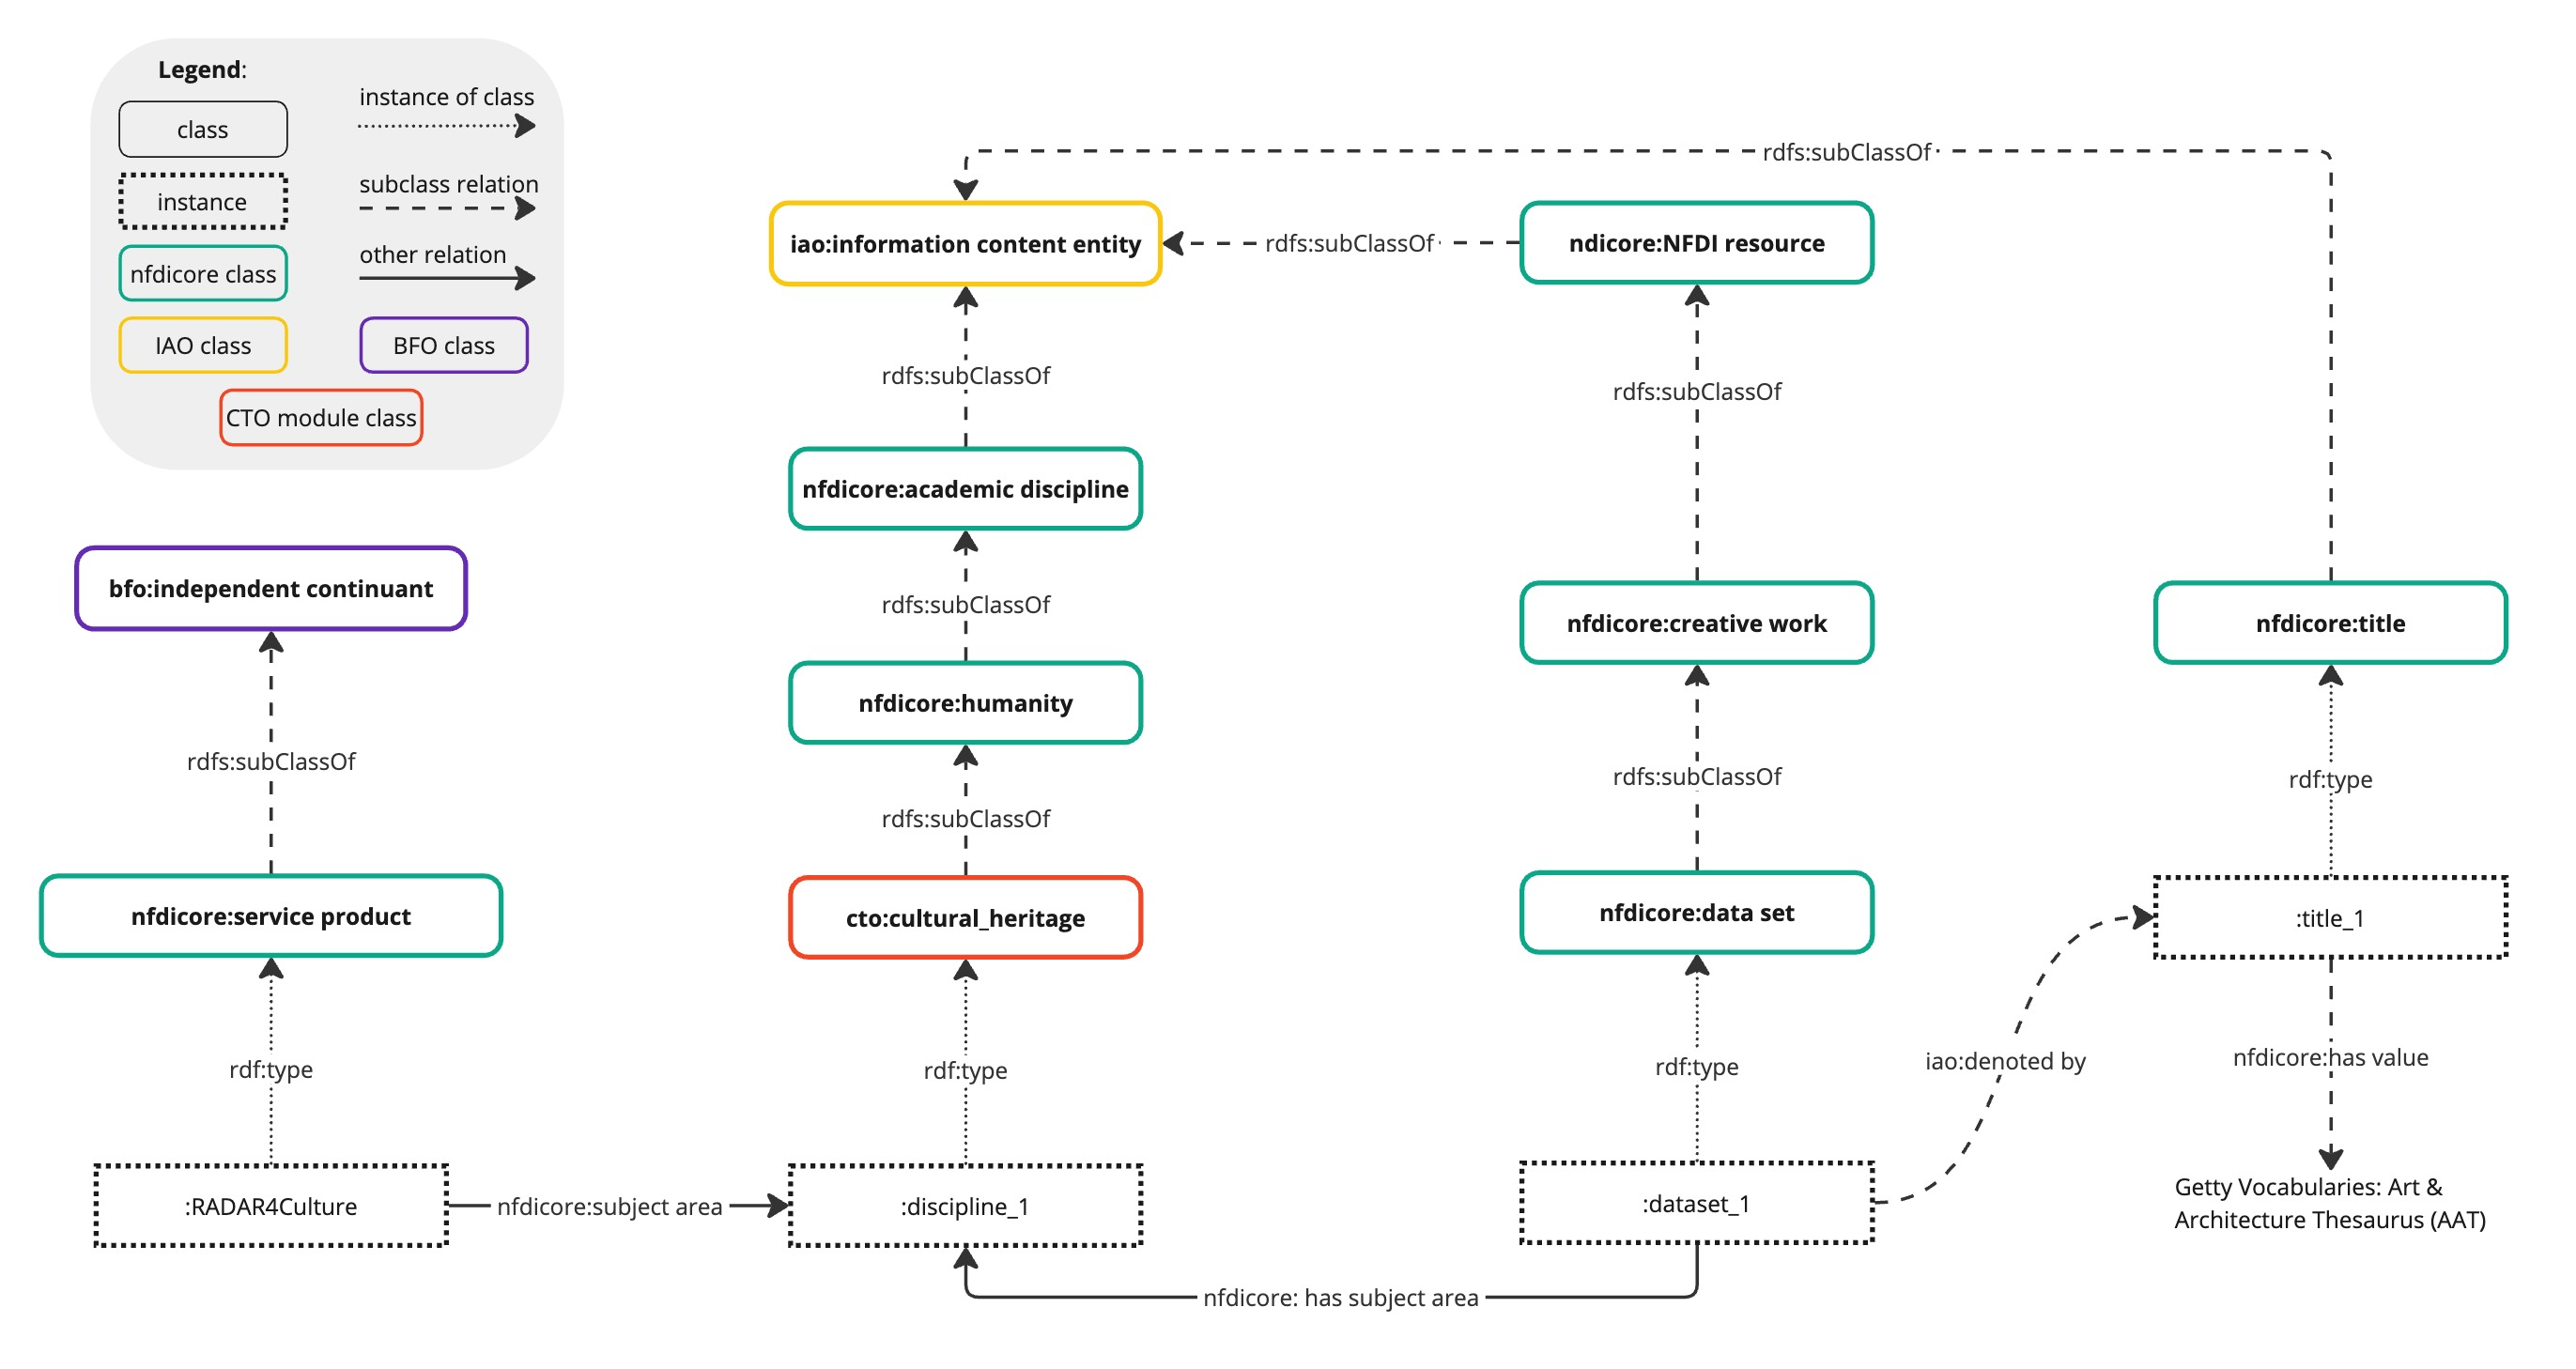 Legend:
class
instance of class
instance
subclass relation
nfdicore class
other relation
IAO class
BFO class
CTO module class
rdfs:subClassOf
iao:information content entity
rdfs:subClassOf
ndicore:NFDI resource
rdfs:subClassOf
rdfs:subClassOf
nfdicore:academic discipline
bfo:independent continuant
rdfs:subClassOf
nfdicore:creative work
nfdicore:title
nfdicore:humanity
rdfs:subClassOf
rdfs:subClassOf
rdfs:subClassOf
rdf:type
nfdicore:service product
cto:cultural_heritage
nfdicore:data set
:title_1
rdf:type
rdf:type
rdf:type
iao:denoted by
nfdicore:has value
:RADAR4Culture
nfdicore:subject area
:discipline_1
:dataset_1
Getty Vocabularies: Art &
Architecture Thesaurus (AAT)
nfdicore: has subject area